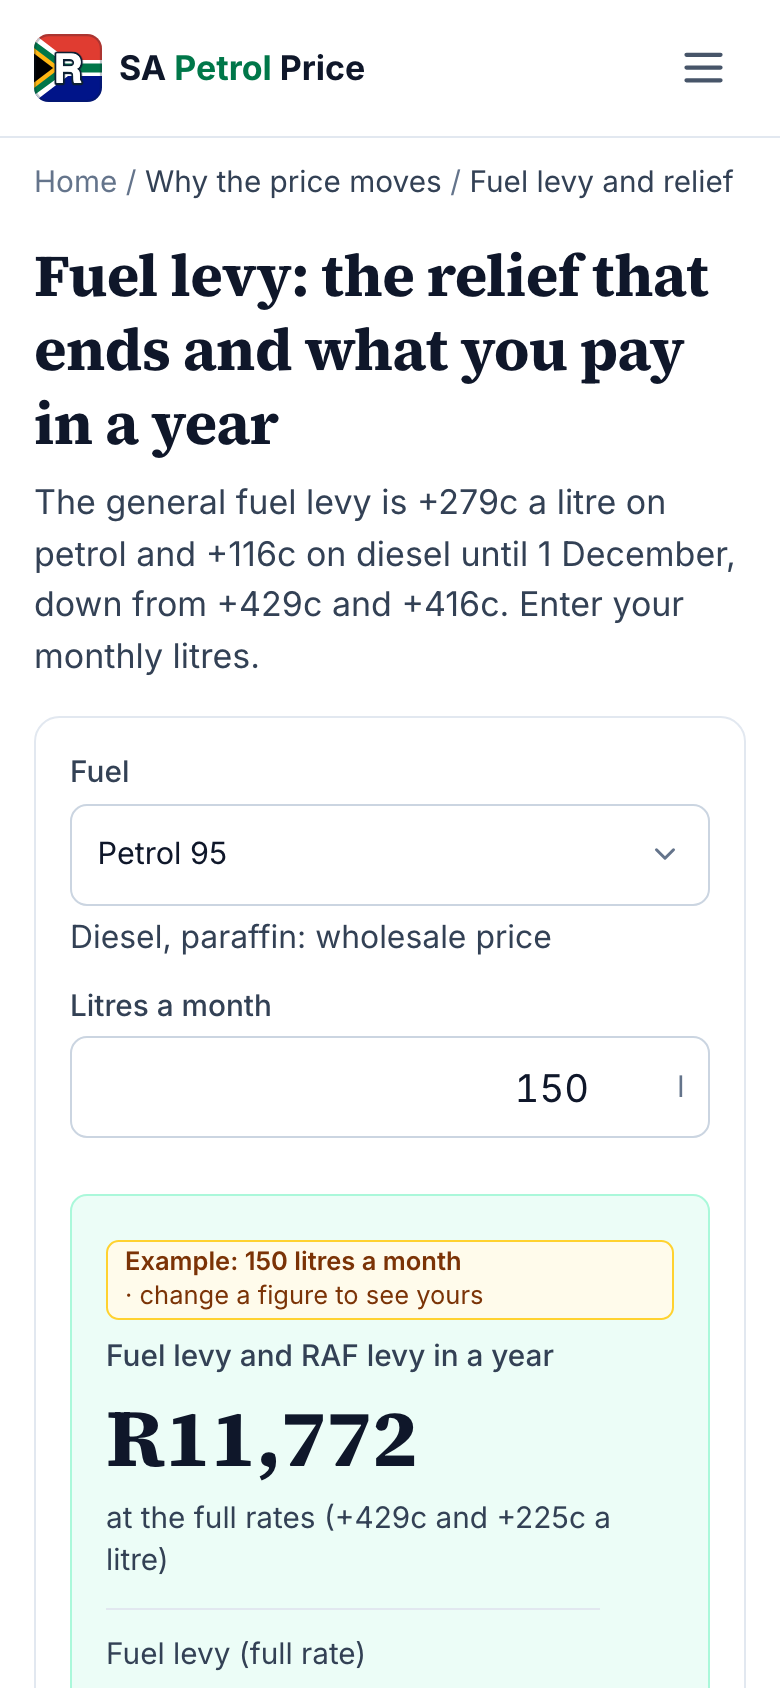 R
SA Petrol Price
Home / Why the price moves / Fuel levy and relief
Fuel levy: the relief that
ends and what you pay
in a year
The general fuel levy is +279c a litre on
petrol and +116c on diesel until 1 December,
down from +429c and +416c. Enter your
monthly litres.
Fuel
Petrol 95
Diesel, paraffin: wholesale price
Litres a month
150 l
Example: 150 litres a month
· change a figure to see yours
Fuel levy and RAF levy in a year
R11,772
at the full rates (+429c and +225c a
litre)
Fuel levy (full rate)